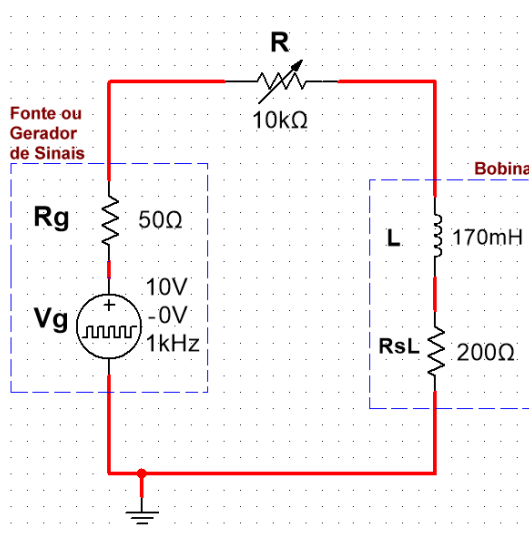 R
10kΩ
Fonte ou
Gerador
de Sinais
Rg
50Ω
Vg
10V
-0V
1kHz
Bobina
L
170mH
RsL
200Ω